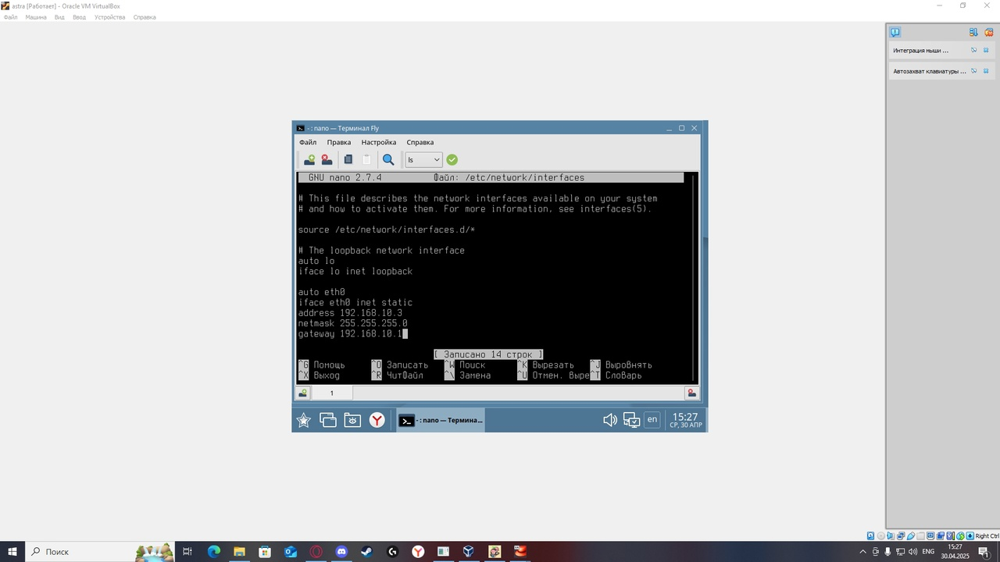 astra [Работает] - Oracle VM VirtualBox
Файл Машина Вид Ввод Устройства Справка
Интеграция мыши ...
Автозахват клавиатуры ...
- : nano — Терминал Fly
Файл Правка Настройка Справка
ls
GNU nano 2.7.4 Файл: /etc/network/interfaces
# This file describes the network interfaces available on your system
# and how to activate them. For more information, see interfaces(5).
source /etc/network/interfaces.d/*
# The loopback network interface
auto lo
iface lo inet loopback
auto eth0
iface eth0 inet static
address 192.168.10.3
netmask 255.255.255.0
gateway 192.168.10.1
[ Записано 14 строк ]
^G Помощь ^O Записать ^W Поиск ^K Вырезать ^J Выровнять
^X Выход ^R ЧитФайл ^\ Замена ^U Отмен. Выре^T Словарь
1
- : nano — Термина...
en
15:27
СР, 30 АПР
Right Ctrl
Поиск
ENG
15:27
30.04.2025